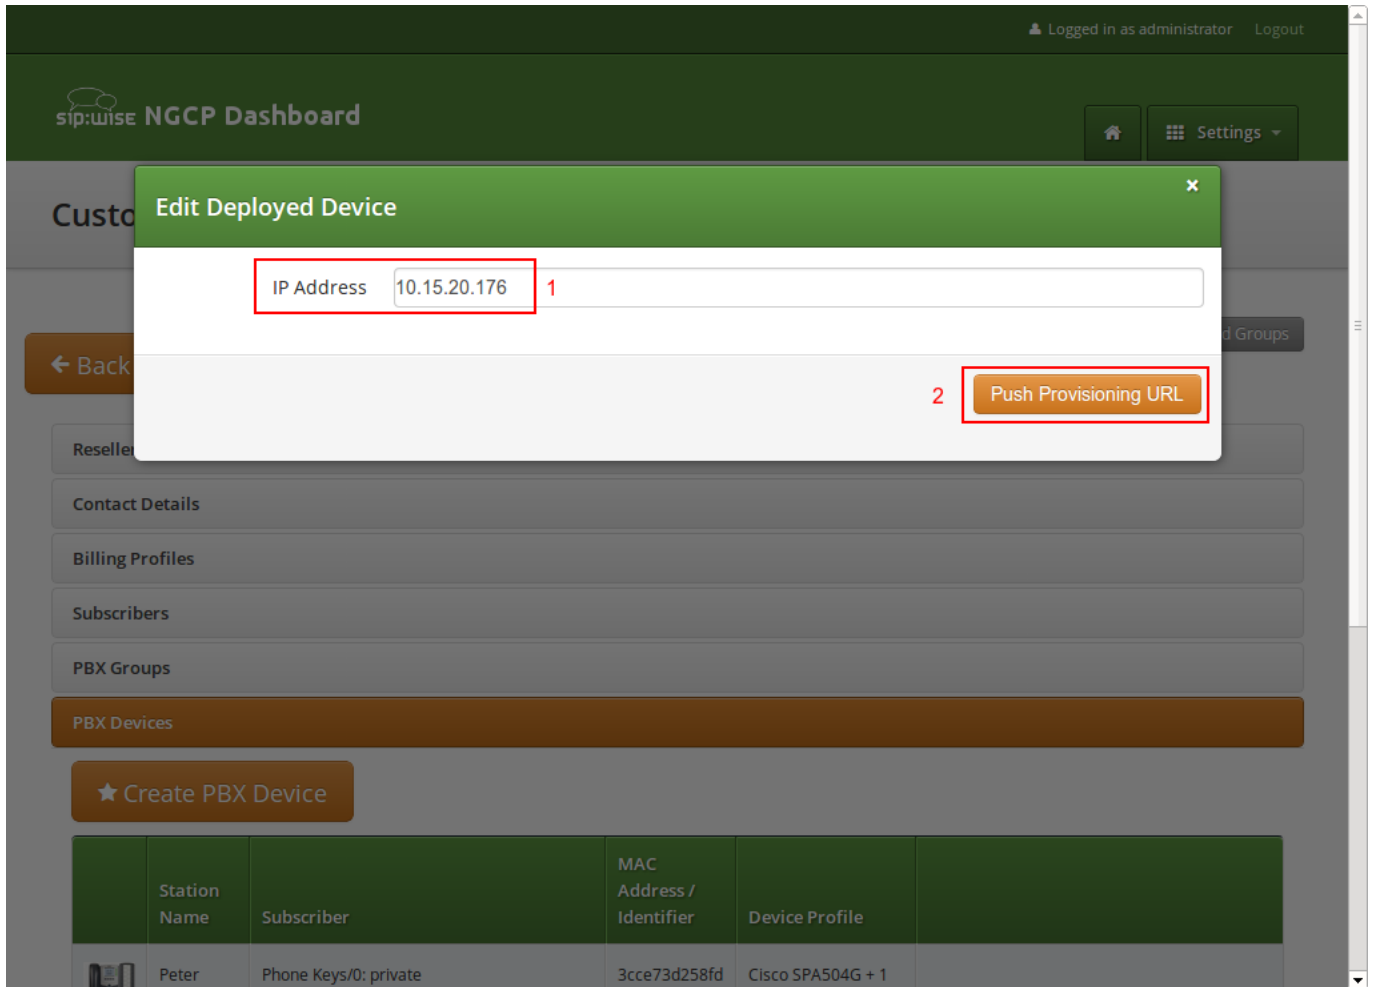 Logged in as administrator Logout
sip:wise NGCP Dashboard
Settings
Custo
Edit Deployed Device
×
IP Address 10.15.20.176 1
d Groups
Back
2 Push Provisioning URL
Reseller
Contact Details
Billing Profiles
Subscribers
PBX Groups
PBX Devices
Create PBX Device
Station Name
Subscriber
MAC Address / Identifier
Device Profile
Peter Phone Keys/0: private 3cce73d258fd Cisco SPA504G + 1